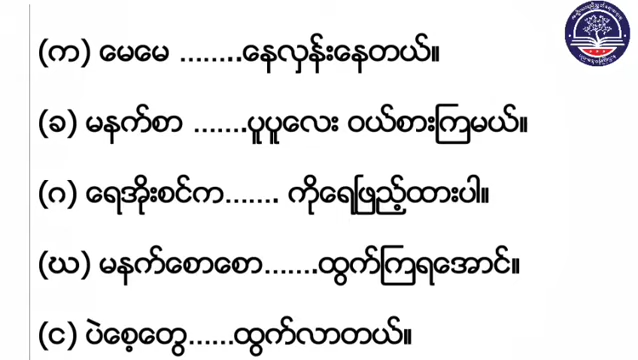 (က) မေမေ ........နေလှန်းနေတယ်။
(ခ) မနက်စာ .......ပူပူလေး ဝယ်စားကြမယ်။
(ဂ) ရေအိုးစင်က....... ကိုရေဖြည့်ထားပါ။
(ဃ) မနက်စောစော.......ထွက်ကြရအောင်။
(င) ပဲစေ့တွေ......ထွက်လာတယ်။